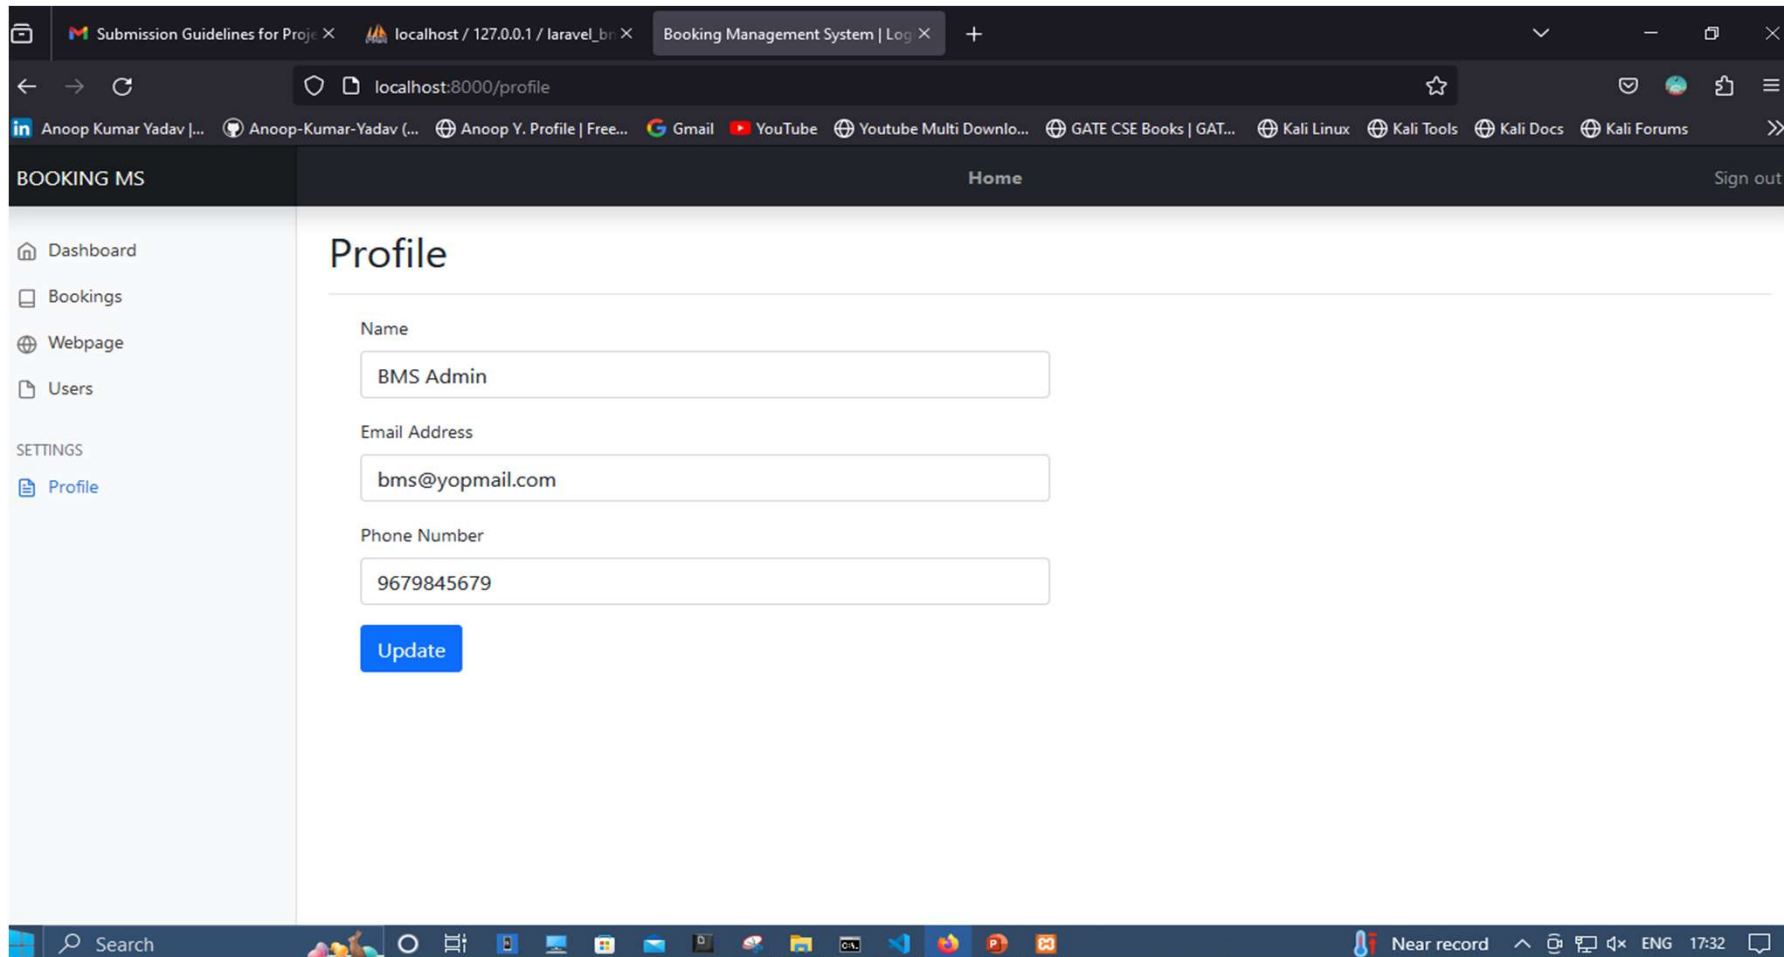 Submission Guidelines for Proje
localhost / 127.0.0.1 / laravel_bm
Booking Management System | Log
localhost:8000/profile
in Anoop Kumar Yadav |... Anoop-Kumar-Yadav (... Anoop Y. Profile | Free... Gmail YouTube Youtube Multi Downlo... GATE CSE Books | GAT... Kali Linux Kali Tools Kali Docs Kali Forums
BOOKING MS Home Sign out
Dashboard
Bookings
Webpage
Users
SETTINGS
Profile
Profile
Name
BMS Admin
Email Address
bms@yopmail.com
Phone Number
9679845679
Update
Search
Near record ENG 17:32